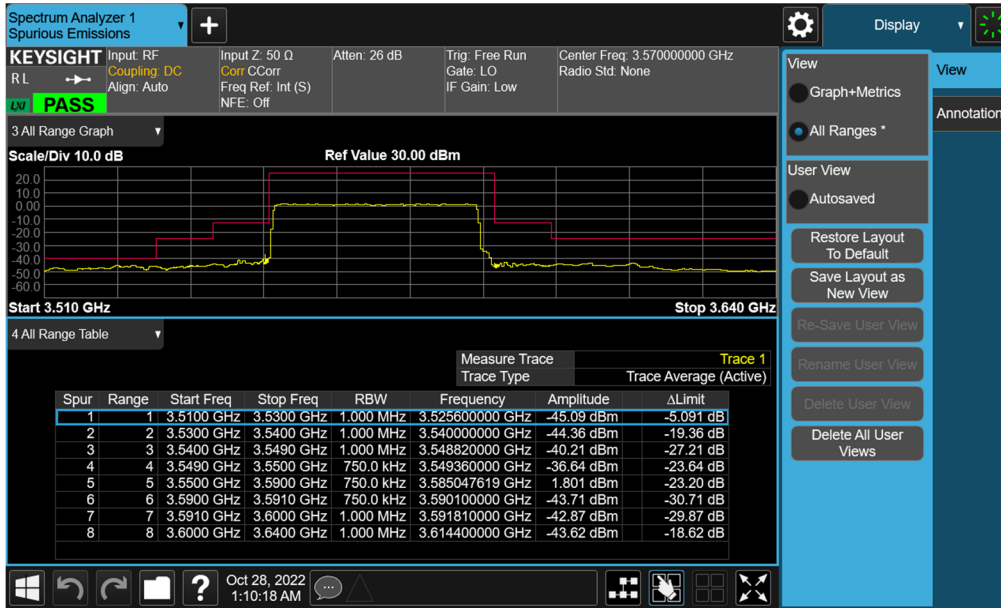 Spectrum Analyzer 1
Spurious Emissions
+
Display
KEYSIGHT
R L
LXI
PASS
Input: RF
Coupling: DC
Align: Auto
Input Z: 50 Ω
Corr CCorr
Freq Ref: Int (S)
NFE: Off
Atten: 26 dB
Trig: Free Run
Gate: LO
IF Gain: Low
Center Freq: 3.570000000 GHz
Radio Std: None
3 All Range Graph
Scale/Div 10.0 dB
Ref Value 30.00 dBm
20.0
10.0
0.00
-10.0
-20.0
-30.0
-40.0
-50.0
-60.0
Start 3.510 GHz
Stop 3.640 GHz
4 All Range Table
Measure Trace Trace 1
Trace Type Trace Average (Active)
Spur Range Start Freq Stop Freq RBW Frequency Amplitude ΔLimit
1 1 3.5100 GHz 3.5300 GHz 1.000 MHz 3.525600000 GHz -45.09 dBm -5.091 dB
2 2 3.5300 GHz 3.5400 GHz 1.000 MHz 3.540000000 GHz -44.36 dBm -19.36 dB
3 3 3.5400 GHz 3.5490 GHz 1.000 MHz 3.548820000 GHz -40.21 dBm -27.21 dB
4 4 3.5490 GHz 3.5500 GHz 750.0 kHz 3.549360000 GHz -36.64 dBm -23.64 dB
5 5 3.5500 GHz 3.5900 GHz 750.0 kHz 3.585047619 GHz 1.801 dBm -23.20 dB
6 6 3.5900 GHz 3.5910 GHz 750.0 kHz 3.590100000 GHz -43.71 dBm -30.71 dB
7 7 3.5910 GHz 3.6000 GHz 1.000 MHz 3.591810000 GHz -42.87 dBm -29.87 dB
8 8 3.6000 GHz 3.6400 GHz 1.000 MHz 3.614400000 GHz -43.62 dBm -18.62 dB
View
Graph+Metrics
All Ranges *
User View
Autosaved
Restore Layout
To Default
Save Layout as
New View
Re-Save User View
Rename User View
Delete User View
Delete All User
Views
View
Annotation
?
Oct 28, 2022
1:10:18 AM